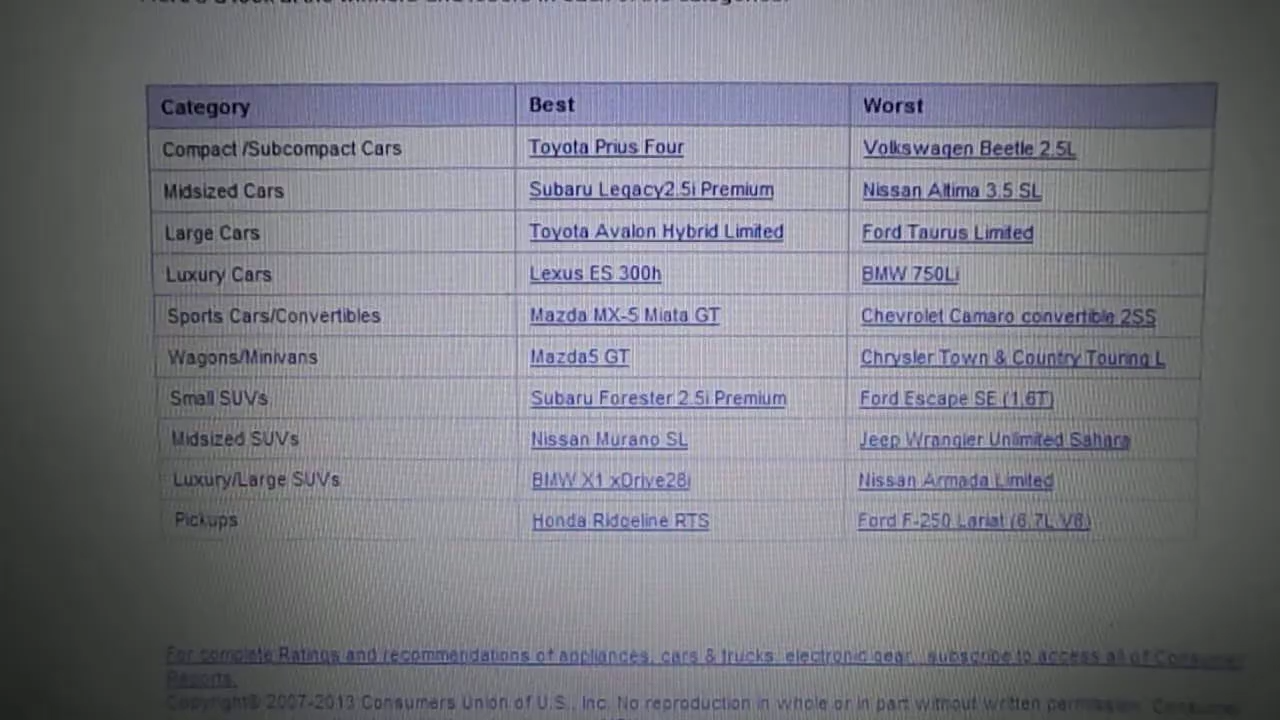 Category Best Worst
Compact /Subcompact Cars Toyota Prius Four Volkswagen Beetle 2.5L
Midsized Cars Subaru Legacy2.5i Premium Nissan Altima 3.5 SL
Large Cars Toyota Avalon Hybrid Limited Ford Taurus Limited
Luxury Cars Lexus ES 300h BMW 750Li
Sports Cars/Convertibles Mazda MX-5 Miata GT Chevrolet Camaro convertible 2SS
Wagons/Minivans Mazda5 GT Chrysler Town & Country Touring L
Small SUVs Subaru Forester 2.5i Premium Ford Escape SE (1.6T)
Midsized SUVs Nissan Murano SL Jeep Wrangler Unlimited Sahara
Luxury/Large SUVs BMW X1 xDrive28i Nissan Armada Limited
Pickups Honda Ridgeline RTS Ford F-250 Lariat
For complete Ratings and recommendations of appliances, cars & trucks, electronic gear, subscribe to access all of Consumer
Reports.
Copyright© 2007-2013 Consumers Union of U.S., Inc. No reproduction in whole or in part without written permission. Consumer